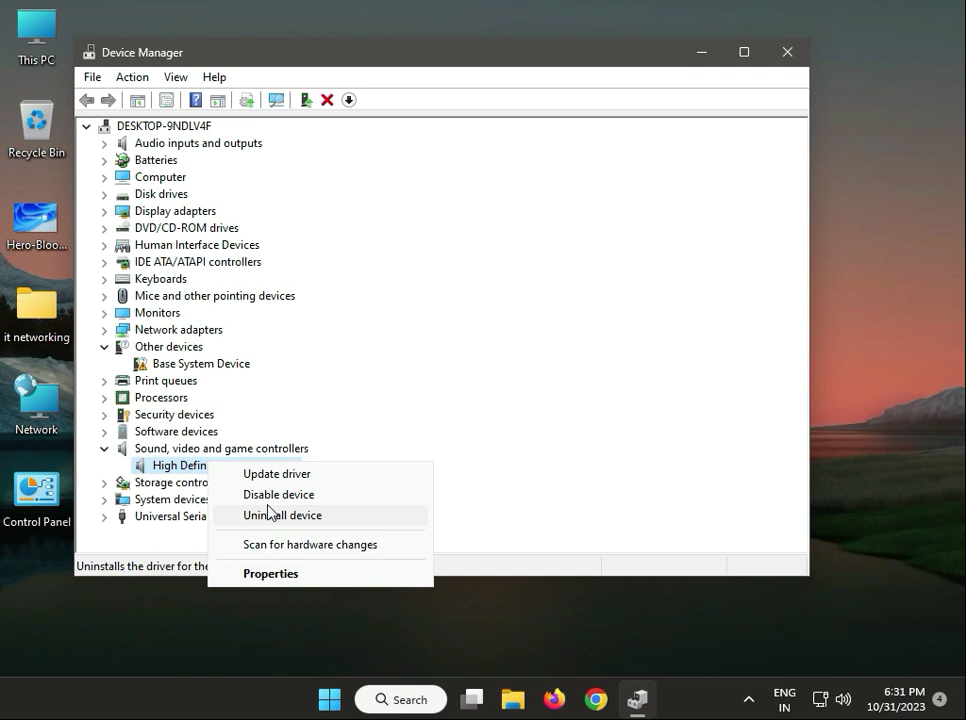 This PC
Recycle Bin
Hero-Bloo...
it networking
Network
Control Panel
Device Manager
File Action View Help
DESKTOP-9NDLV4F
Audio inputs and outputs
Batteries
Computer
Disk drives
Display adapters
DVD/CD-ROM drives
Human Interface Devices
IDE ATA/ATAPI controllers
Keyboards
Mice and other pointing devices
Monitors
Network adapters
Other devices
Base System Device
Print queues
Processors
Security devices
Software devices
Sound, video and game controllers
High Defin
Storage contro
System devices
Universal Seria
Update driver
Disable device
Uninstall device
Scan for hardware changes
Properties
Uninstalls the driver for the
Search
ENG
IN
6:31 PM
10/31/2023
4